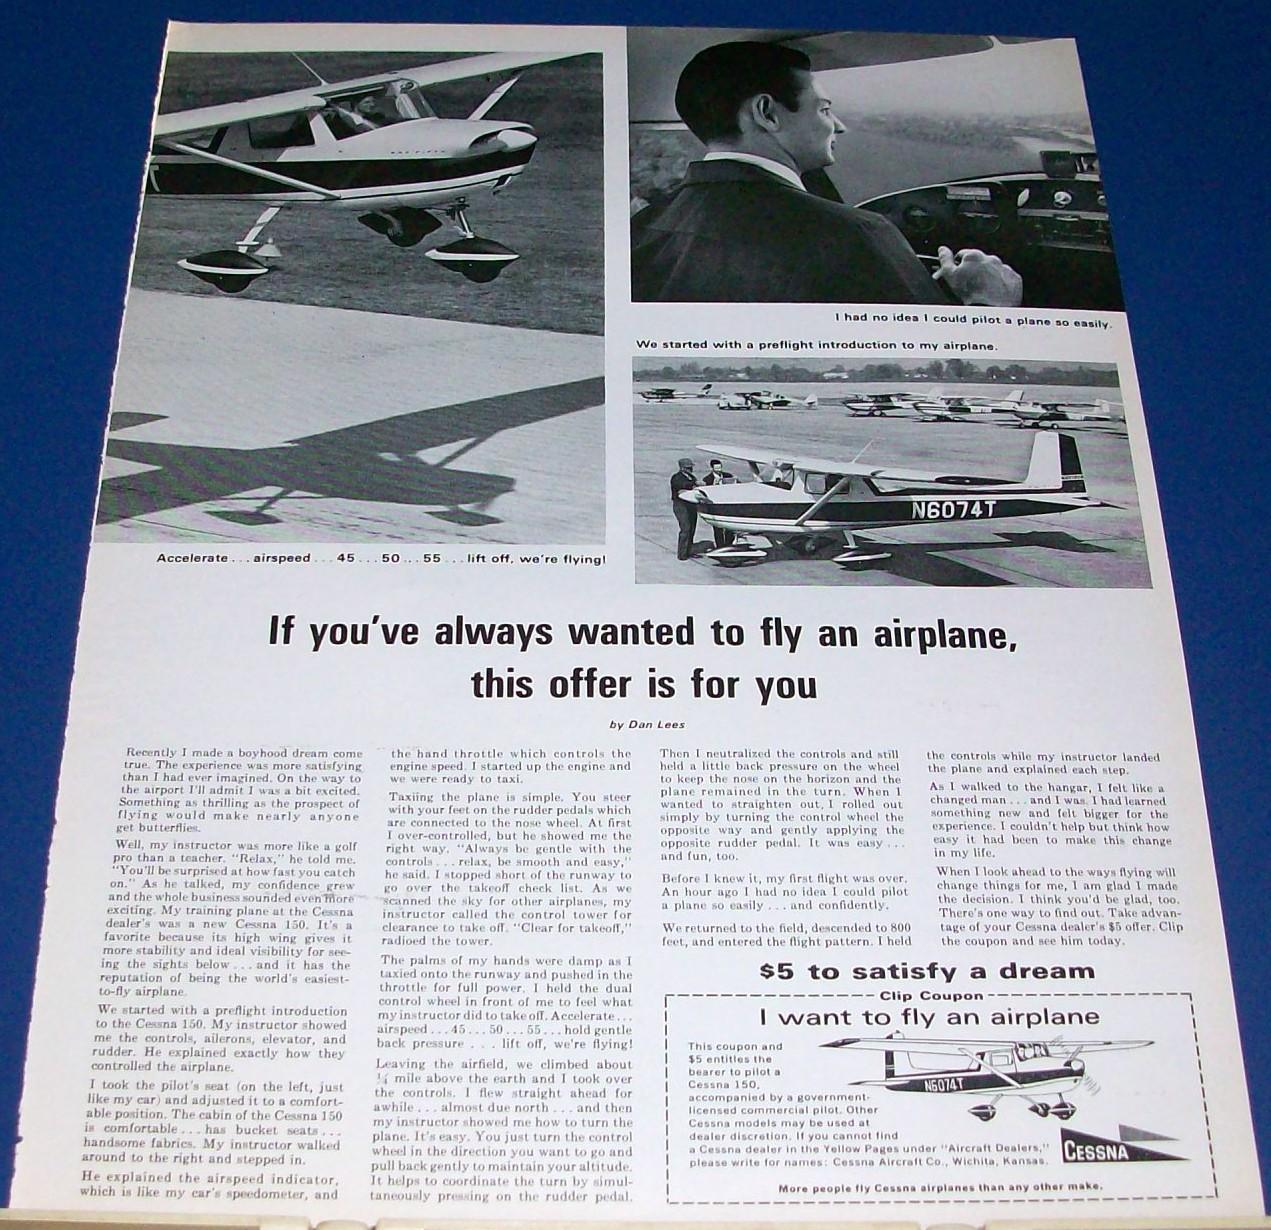 I had no idea I could pilot a plane so easily.
We started with a preflight introduction to my airplane.
N6074T
Accelerate . . . airspeed . . . 45 . . . 50 . . . 55 . . . lift off, we're flying!
If you've always wanted to fly an airplane,
this offer is for you
by Dan Lees
Recently I made a boyhood dream come
true. The experience was more satisfying
than I had ever imagined. On the way to
the airport I'll admit I was a bit excited.
Something as thrilling as the prospect of
flying would make nearly anyone
get butterflies.
Well, my instructor was more like a golf
pro than a teacher. "Relax," he told me.
"You'll be surprised at how fast you catch
on." As he talked, my confidence grew
and the whole business sounded even more
exciting. My training plane at the Cessna
dealer's was a new Cessna 150. It's a
favorite because its high wing gives it
more stability and ideal visibility for see-
ing the sights below . . . and it has the
reputation of being the world's easiest-
to-fly airplane.
We started with a preflight introduction
to the Cessna 150. My instructor showed
me the controls, ailerons, elevator, and
rudder. He explained exactly how they
controlled the airplane.
I took the pilot's seat (on the left, just
like my car) and adjusted it to a comfort-
able position. The cabin of the Cessna 150
is comfortable . . . has bucket seats . . .
handsome fabrics. My instructor walked
around to the right and stepped in.
He explained the airspeed indicator,
which is like my car's speedometer, and
the hand throttle which controls the
engine speed. I started up the engine and
we were ready to taxi.
Taxiing the plane is simple. You steer
with your feet on the rudder pedals which
are connected to the nose wheel. At first
I over-controlled, but he showed me the
right way. "Always be gentle with the
controls . . . relax, be smooth and easy,"
he said. I stopped short of the runway to
go over the takeoff check list. As we
scanned the sky for other airplanes, my
instructor called the control tower for
clearance to take off. "Clear for takeoff,"
radioed the tower.
The palms of my hands were damp as I
taxied onto the runway and pushed in the
throttle for full power. I held the dual
control wheel in front of me to feel what
my instructor did to take off. Accelerate . . .
airspeed . . . 45 . . . 50 . . . 55 . . . hold gentle
back pressure . . . lift off, we're flying!
Leaving the airfield, we climbed about
¼ mile above the earth and I took over
the controls. I flew straight ahead for
awhile . . . almost due north . . . and then
my instructor showed me how to turn the
plane. It's easy. You just turn the control
wheel in the direction you want to go and
pull back gently to maintain your altitude.
It helps to coordinate the turn by simul-
taneously pressing on the rudder pedal.
Then I neutralized the controls and still
held a little back pressure on the wheel
to keep the nose on the horizon and the
plane remained in the turn. When I
wanted to straighten out, I rolled out
simply by turning the control wheel the
opposite way and gently applying the
opposite rudder pedal. It was easy . . .
and fun, too.
Before I knew it, my first flight was over.
An hour ago I had no idea I could pilot
a plane so easily . . . and confidently.
We returned to the field, descended to 800
feet, and entered the flight pattern. I held
the controls while my instructor landed
the plane and explained each step.
As I walked to the hangar, I felt like a
changed man . . . and I was. I had learned
something new and felt bigger for the
experience. I couldn't help but think how
easy it had been to make this change
in my life.
When I look ahead to the ways flying will
change things for me, I am glad I made
the decision. I think you'd be glad, too.
There's one way to find out. Take advan-
tage of your Cessna dealer's $5 offer. Clip
the coupon and see him today.
$5 to satisfy a dream
Clip Coupon
I want to fly an airplane
This coupon and
$5 entitles the
bearer to pilot a
Cessna 150,
accompanied by a government-
licensed commercial pilot. Other
Cessna models may be used at
dealer discretion. If you cannot find
a Cessna dealer in the Yellow Pages under "Aircraft Dealers,"
please write for names: Cessna Aircraft Co., Wichita, Kansas.
N6074T
CESSNA
More people fly Cessna airplanes than any other make.